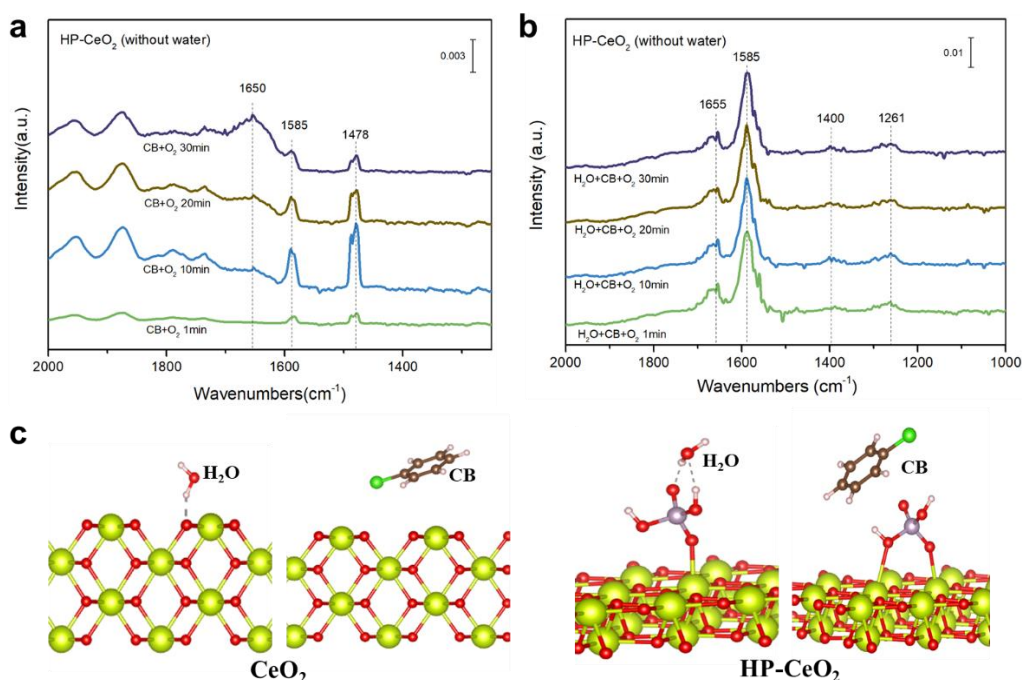 a
HP-CeO₂ (without water)
0.003
1650
1585
1478
CB+O₂ 30min
CB+O₂ 20min
CB+O₂ 10min
CB+O₂ 1min
Intensity(a.u.)
2000 1800 1600 1400
Wavenumbers(cm⁻¹)
b
HP-CeO₂ (without water)
0.01
1585
1655
1400
1261
H₂O+CB+O₂ 30min
H₂O+CB+O₂ 20min
H₂O+CB+O₂ 10min
H₂O+CB+O₂ 1min
Intensity (a.u.)
2000 1800 1600 1400 1200 1000
Wavenumbers (cm⁻¹)
c
H₂O
CB
CeO₂
H₂O
CB
HP-CeO₂